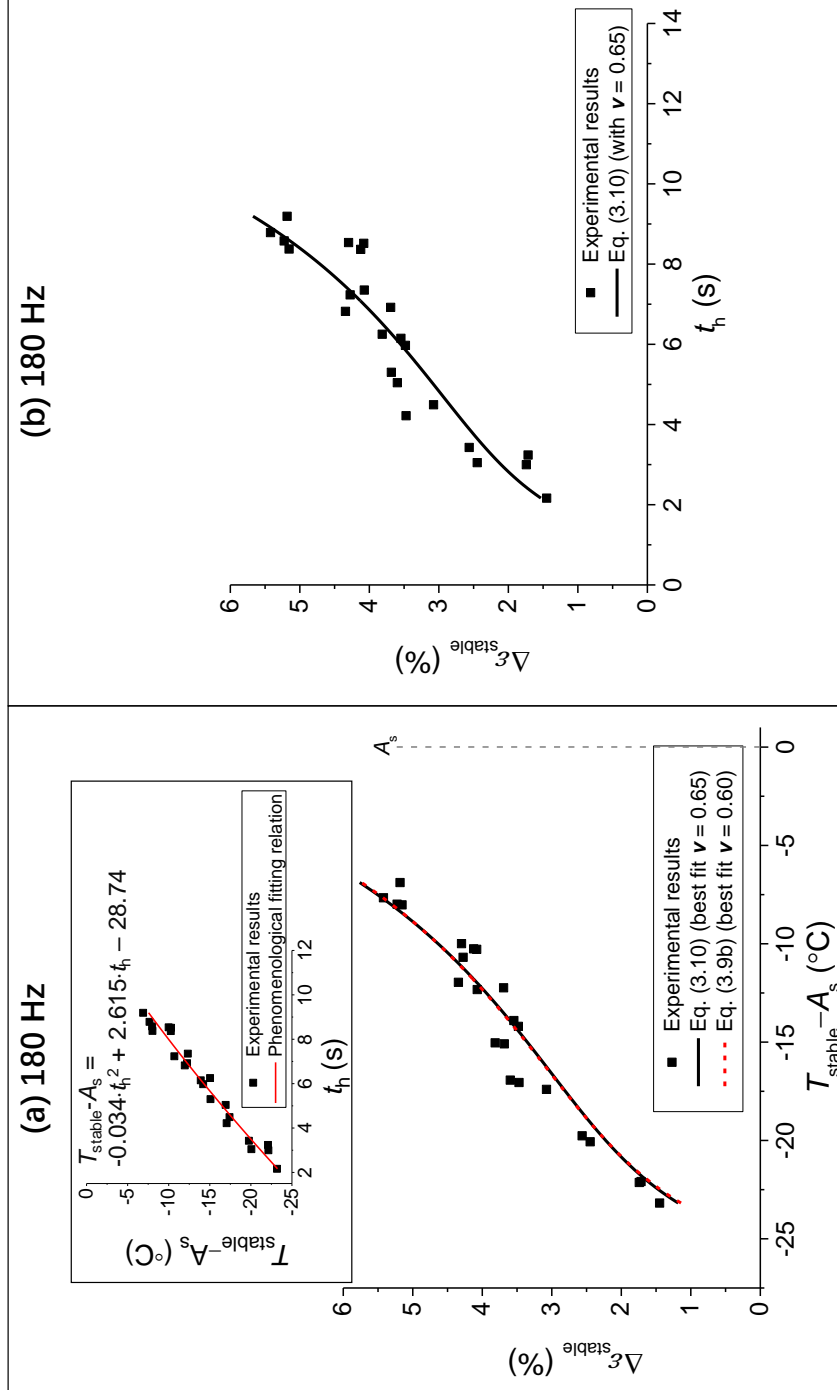 (a) 180 Hz
T_stable-A_s =
-0.034·t_h² + 2.615·t_h - 28.74
0
-5
-10
-15
-20
-25
T_stable-A_s (°C)
2 4 6 8 10 12
t_h (s)
Experimental results
Phenomenological fitting relation
A_s
6
5
4
3
2
1
0
Δε_stable (%)
Experimental results
Eq. (3.10) (best fit v = 0.65)
Eq. (3.9b) (best fit v = 0.60)
-25 -20 -15 -10 -5 0
T_stable-A_s (°C)
(b) 180 Hz
6
5
4
3
2
1
0
Δε_stable (%)
Experimental results
Eq. (3.10) (with v = 0.65)
0 2 4 6 8 10 12 14
t_h (s)